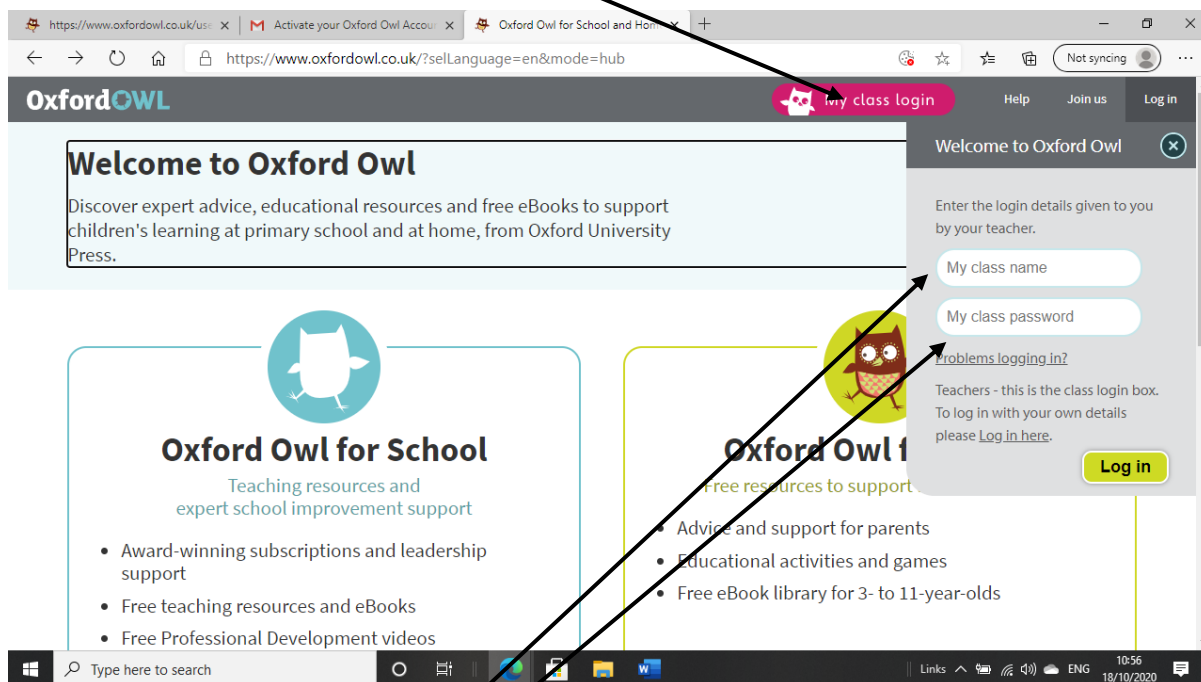 https://www.oxfordowl.co.uk/use
Activate your Oxford Owl Accou
Oxford Owl for School and Hom
https://www.oxfordowl.co.uk/?selLanguage=en&mode=hub
Not syncing
OxfordOWL
My class login
Help
Join us
Log in
Welcome to Oxford Owl
Discover expert advice, educational resources and free eBooks to support
children's learning at primary school and at home, from Oxford University
Press.
Welcome to Oxford Owl
Enter the login details given to you
by your teacher.
My class name
My class password
Problems logging in?
Teachers - this is the class login box.
To log in with your own details
please Log in here.
Log in
Oxford Owl for School
Teaching resources and
expert school improvement support
• Award-winning subscriptions and leadership
support
• Free teaching resources and eBooks
• Free Professional Development videos
Oxford Owl f
Free resources to support
• Advice and support for parents
• Educational activities and games
• Free eBook library for 3- to 11-year-olds
Type here to search
Links
ENG
10:56
18/10/2020